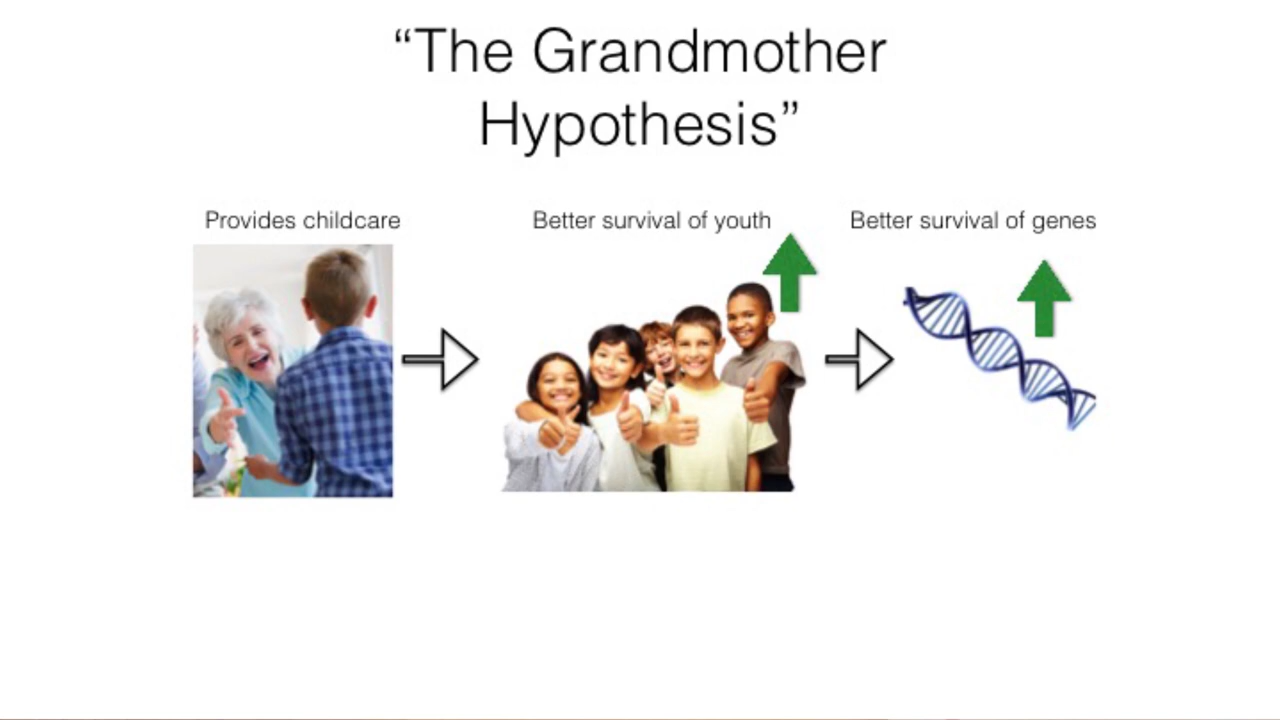 “The Grandmother
Hypothesis”
Provides childcare
Better survival of youth
Better survival of genes